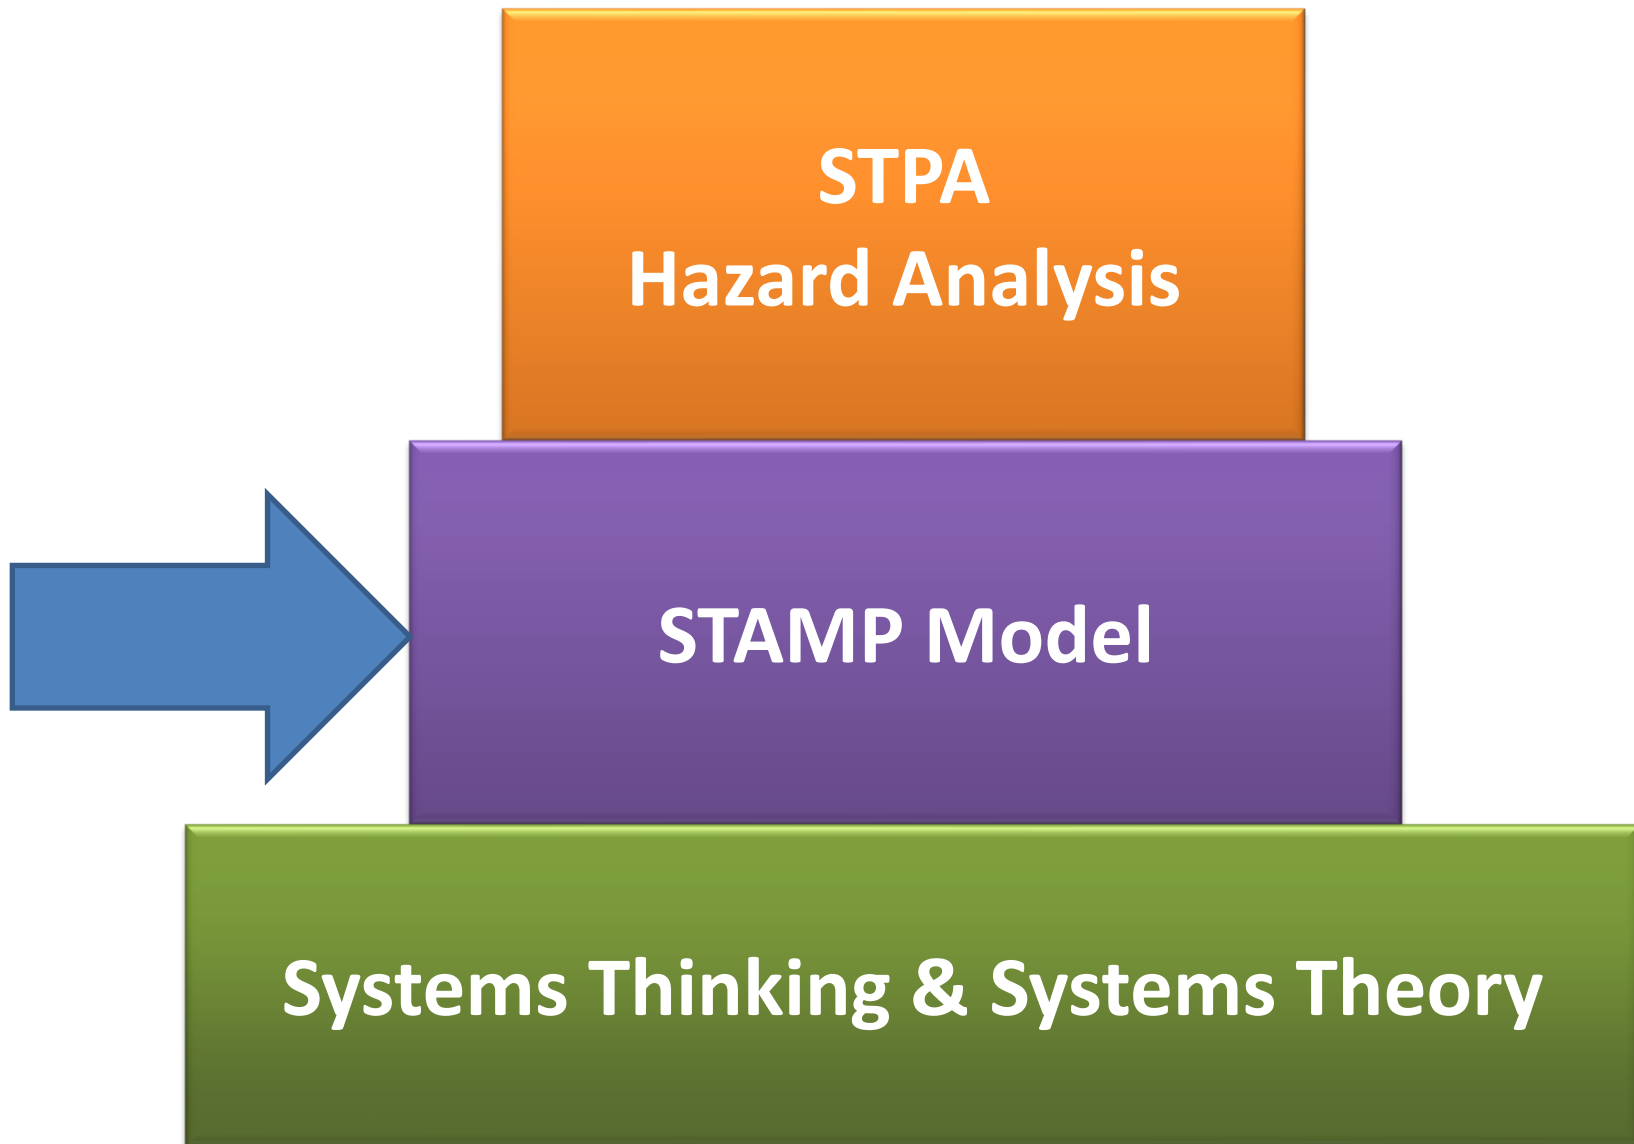 STPA
Hazard Analysis
STAMP Model
Systems Thinking & Systems Theory